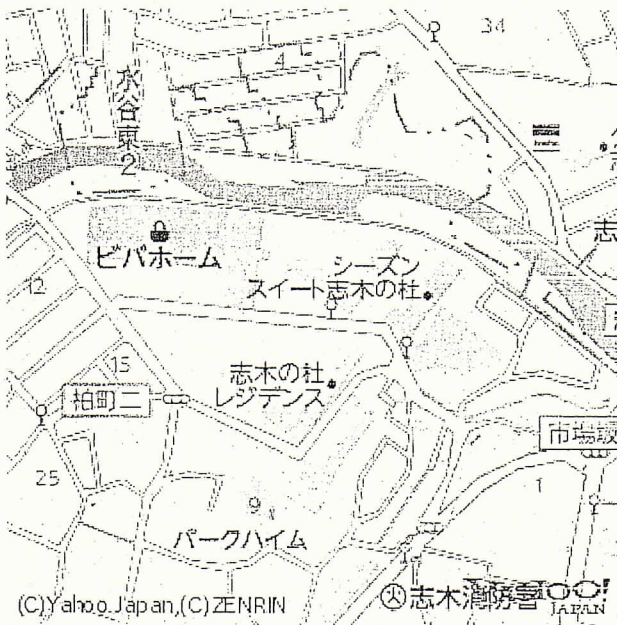 34
4
水谷東2
ビバホーム
シーズン
スイート志木の杜
12
志
15
志木の杜
レジデンス
柏町二
市場坂
25
9
1
パークハイム
(C)Yahoo Japan,(C)ZENRIN
火 志木消防署
JAPAN